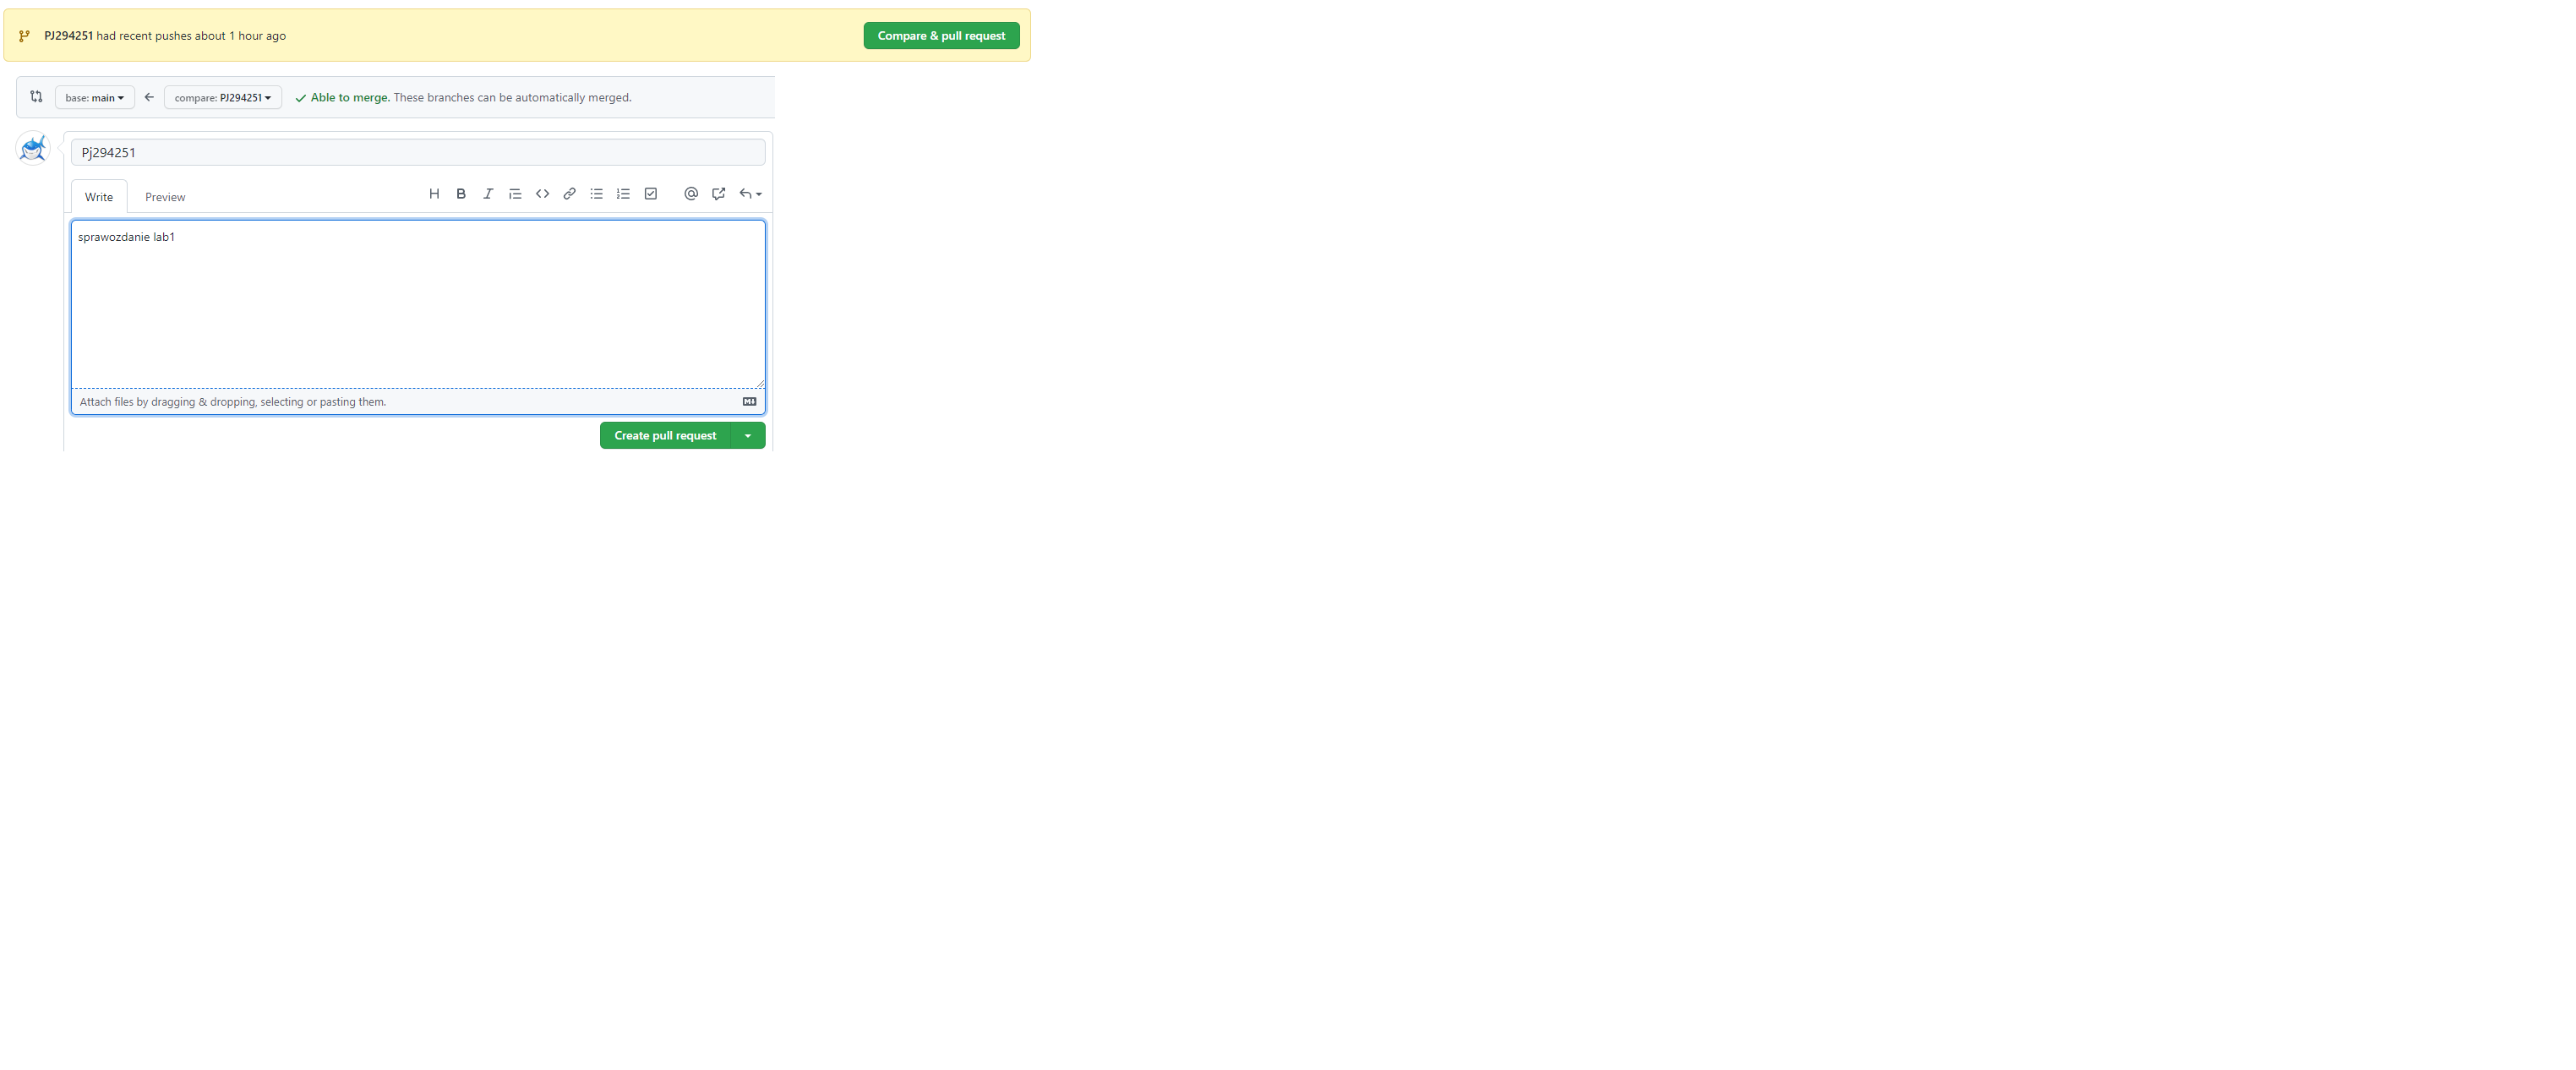 PJ294251 had recent pushes about 1 hour ago
Compare & pull request
base: main
compare: PJ294251
Able to merge. These branches can be automatically merged.
Pj294251
Write
Preview
sprawozdanie lab1
Attach files by dragging & dropping, selecting or pasting them.
Create pull request